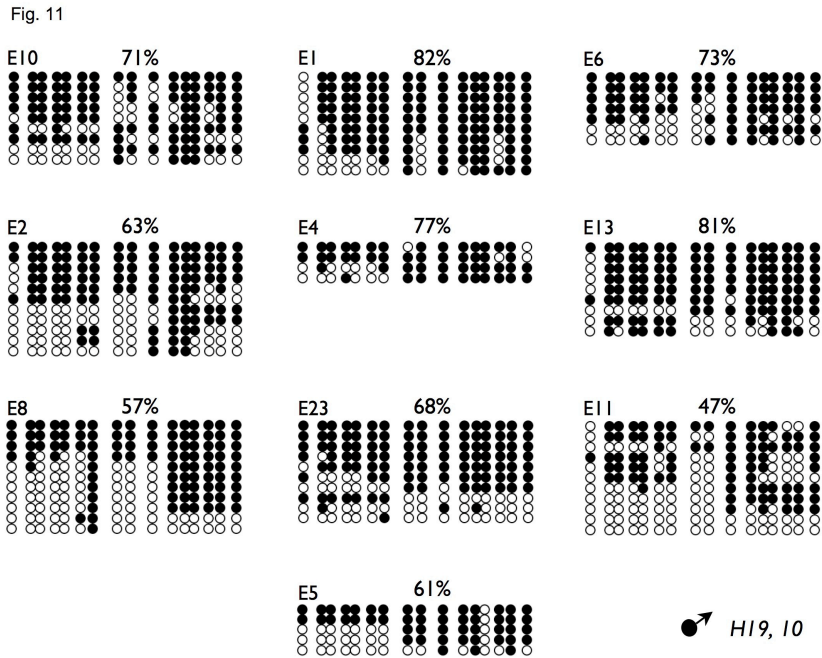 Fig. 11
E10 71%
E1 82%
E6 73%
E2 63%
E4 77%
E13 81%
E8 57%
E23 68%
E11 47%
E5 61%
H19, 10